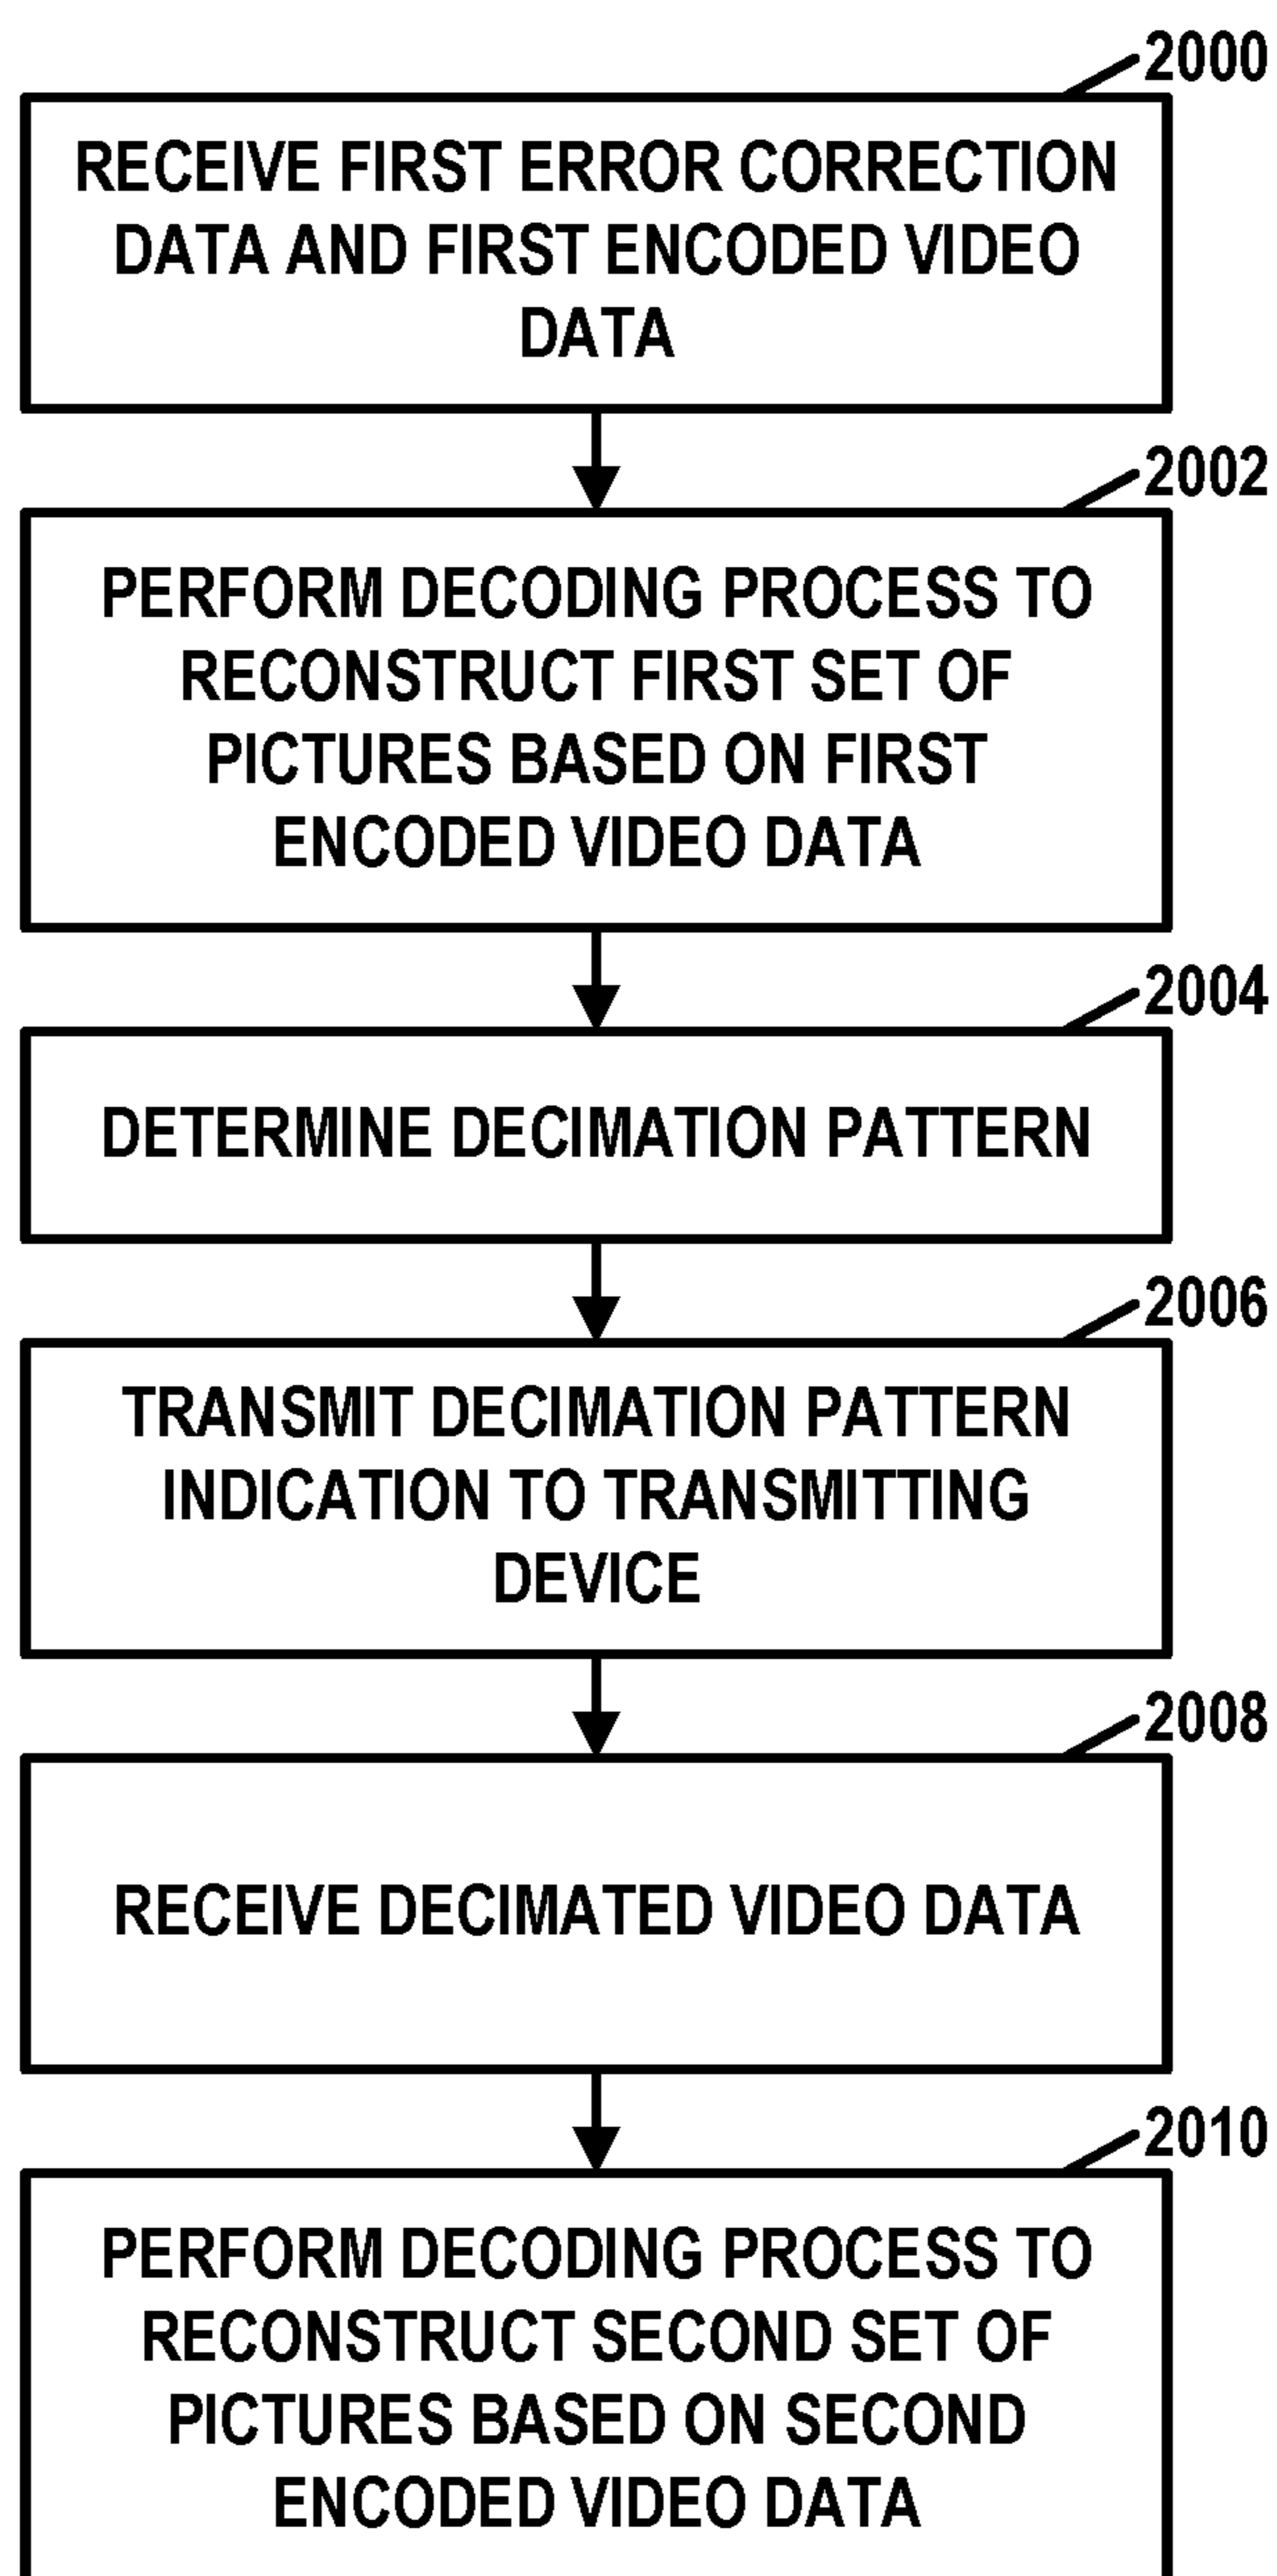 2000
RECEIVE FIRST ERROR CORRECTION
DATA AND FIRST ENCODED VIDEO
DATA
2002
PERFORM DECODING PROCESS TO
RECONSTRUCT FIRST SET OF
PICTURES BASED ON FIRST
ENCODED VIDEO DATA
2004
DETERMINE DECIMATION PATTERN
2006
TRANSMIT DECIMATION PATTERN
INDICATION TO TRANSMITTING
DEVICE
2008
RECEIVE DECIMATED VIDEO DATA
2010
PERFORM DECODING PROCESS TO
RECONSTRUCT SECOND SET OF
PICTURES BASED ON SECOND
ENCODED VIDEO DATA